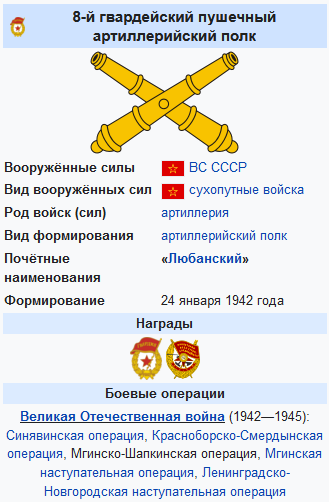 8-й гвардейский пушечный
артиллерийский полк
Вооружённые силы ВС СССР
Вид вооружённых сил сухопутные войска
Род войск (сил) артиллерия
Вид формирования артиллерийский полк
Почётные «Любанский»
наименования
Формирование 24 января 1942 года
Награды
Боевые операции
Великая Отечественная война (1942—1945):
Синявинская операция, Красноборско-Смердынская
операция, Мгинско-Шапкинская операция, Мгинская
наступательная операция, Ленинградско-
Новгородская наступательная операция